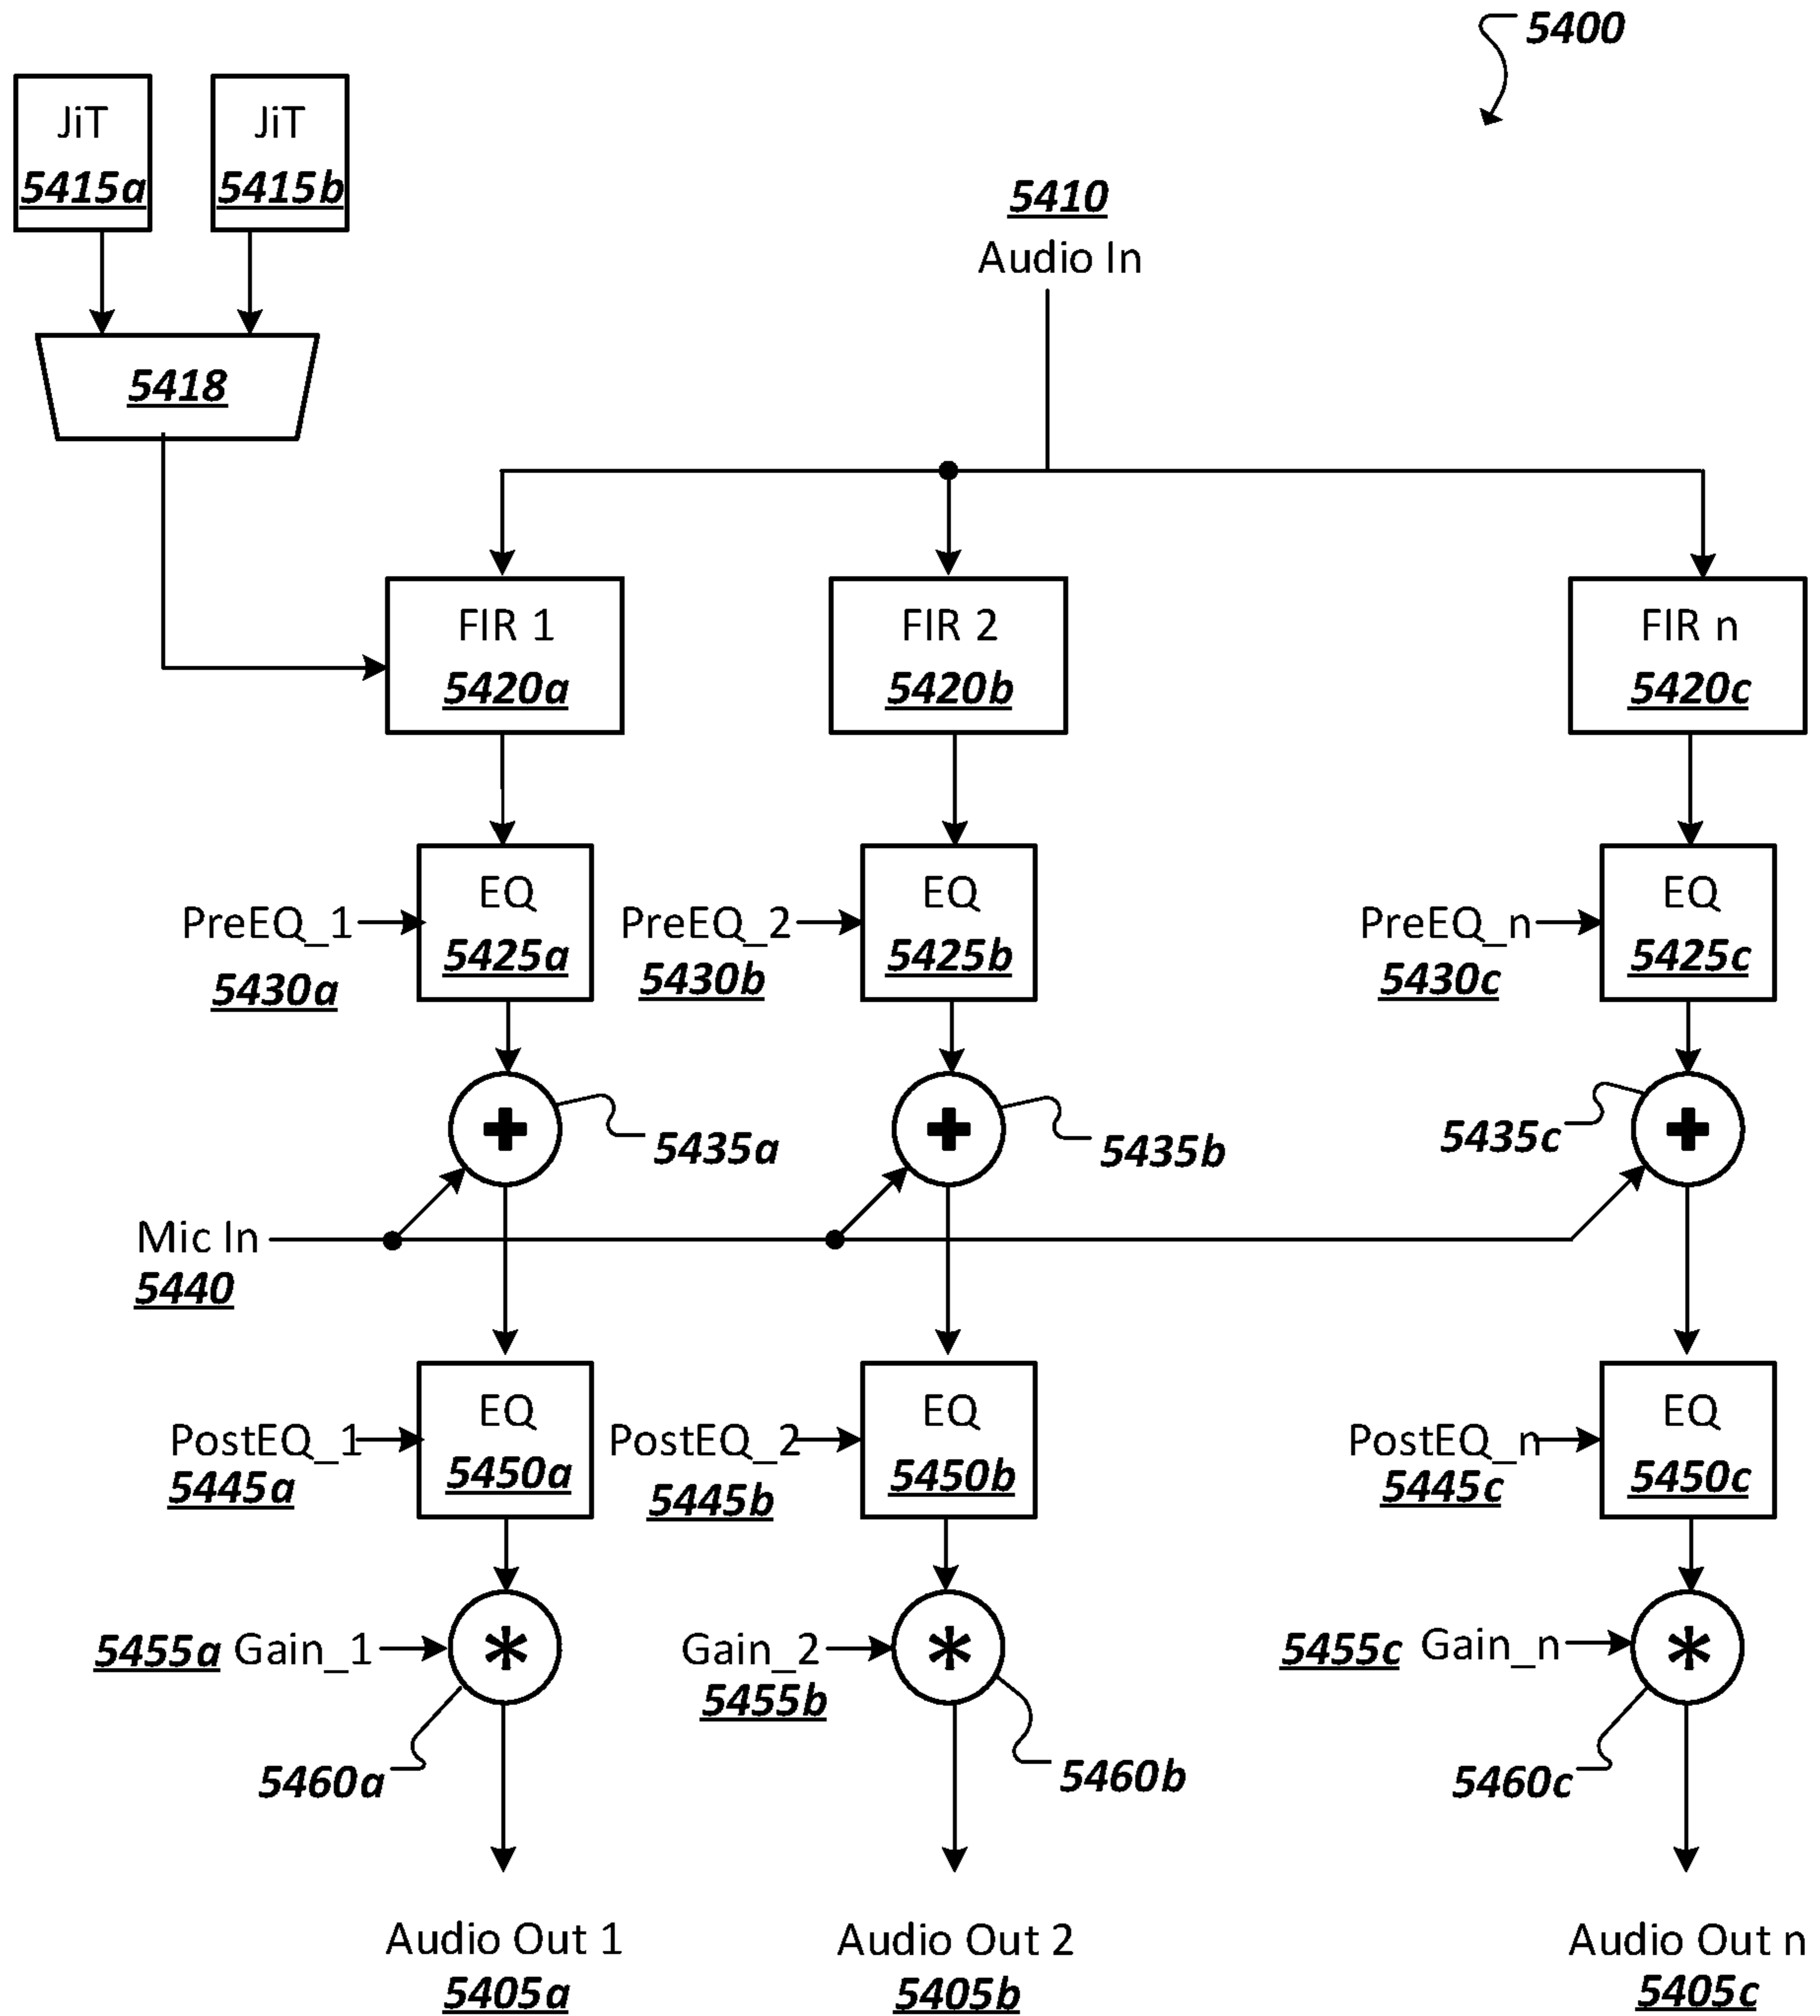 5400
JiT
5415a
JiT
5415b
5410
Audio In
5418
FIR 1
5420a
FIR 2
5420b
FIR n
5420c
PreEQ_1
5430a
EQ
5425a
PreEQ_2
5430b
EQ
5425b
PreEQ_n
5430c
EQ
5425c
+
5435a
+
5435b
5435c
+
Mic In
5440
PostEQ_1
5445a
EQ
5450a
PostEQ_2
5445b
EQ
5450b
PostEQ_n
5445c
EQ
5450c
5455a Gain_1
*
Gain_2
5455b
*
5455c Gain_n
*
5460a
5460b
5460c
Audio Out 1
5405a
Audio Out 2
5405b
Audio Out n
5405c